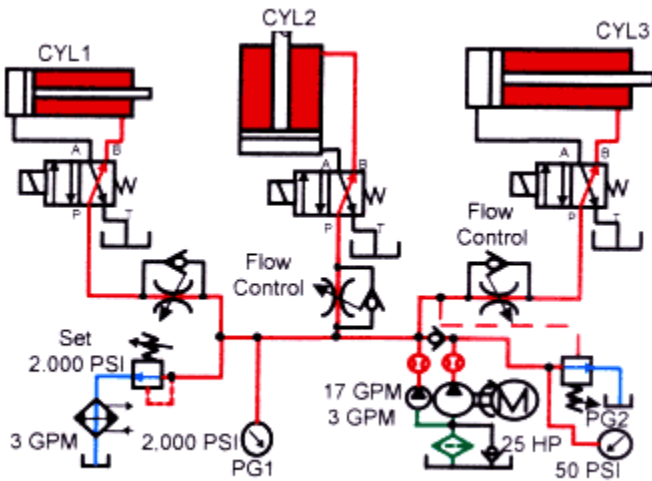 CYL1
CYL2
CYL3
A B
P T
A B
P T
A B
P T
Flow
Control
Flow
Control
Set
2.000 PSI
3 GPM
2,000 PSI
PG1
17 GPM
3 GPM
M
25 HP
PG2
50 PSI